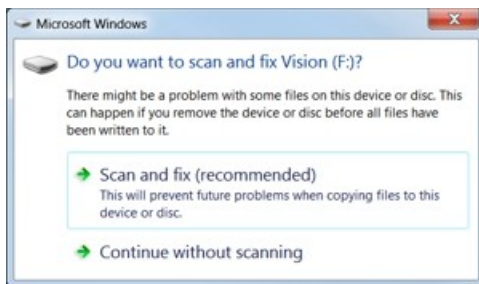 Microsoft Windows
Do you want to scan and fix Vision (F:)?
There might be a problem with some files on this device or disc. This
can happen if you remove the device or disc before all files have
been written to it.
Scan and fix (recommended)
This will prevent future problems when copying files to this
device or disc.
Continue without scanning